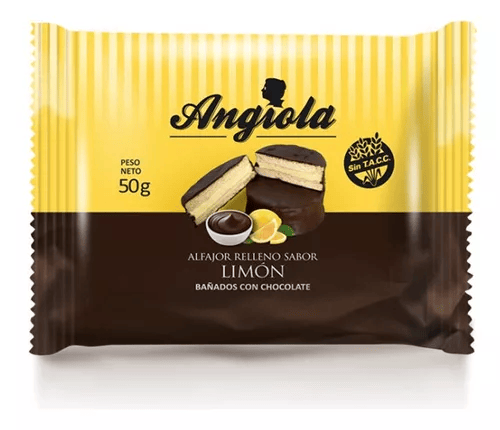 Angiola
PESO
NETO
50g
Sin T.A.C.C.
ALFAJOR RELLENO SABOR
LIMÓN
BAÑADOS CON CHOCOLATE